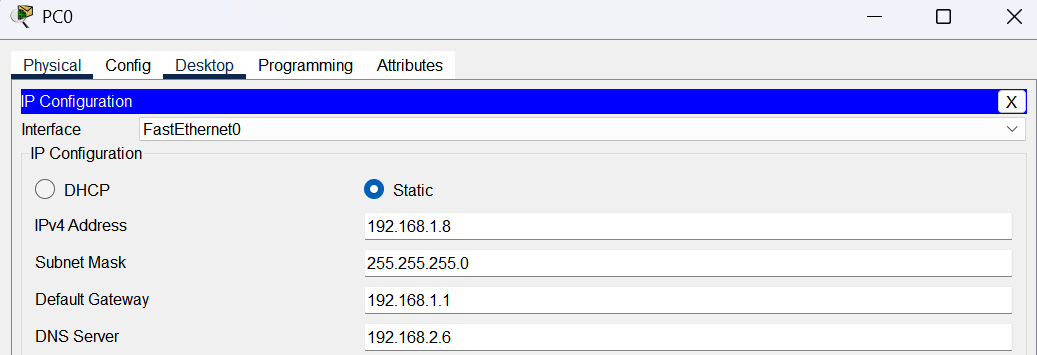 PC0
Physical Config Desktop Programming Attributes
IP Configuration X
Interface FastEthernet0
IP Configuration
DHCP Static
IPv4 Address 192.168.1.8
Subnet Mask 255.255.255.0
Default Gateway 192.168.1.1
DNS Server 192.168.2.6